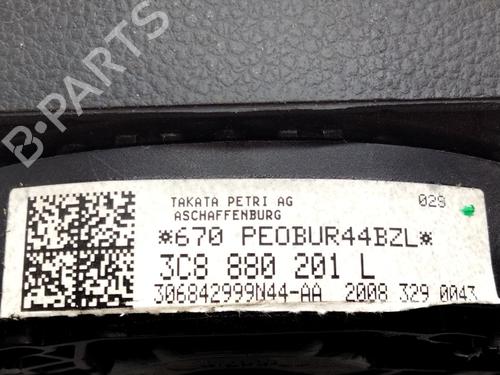 B-PARTS
TAKATA PETRI AG
ASCHAFFENBURG
029
*670 PEOBUR44BZL*
3C8 880 201 L
306842999N44-AA 2008 329 0043